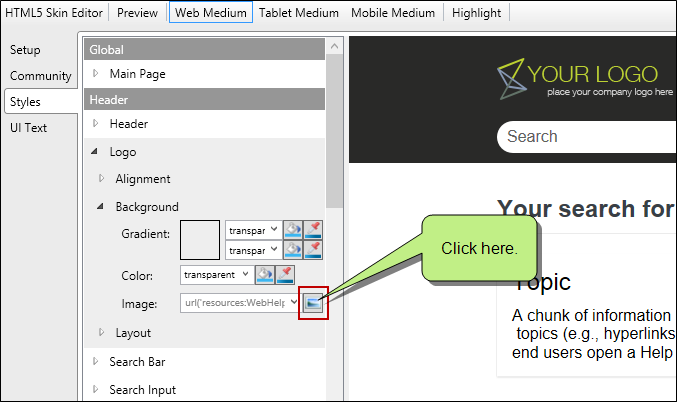 HTML5 Skin Editor Preview Web Medium Tablet Medium Mobile Medium Highlight
Setup
Community
Styles
UI Text
Global
Main Page
Header
Header
Logo
Alignment
Background
Gradient: transpar
transpar
Color: transparent
Image: url('resources:WebHelp
Layout
Search Bar
Search Input
Click here.
YOUR LOGO
place your company logo here
Search
Your search for
Topic
A chunk of information
topics (e.g., hyperlinks
end users open a Help